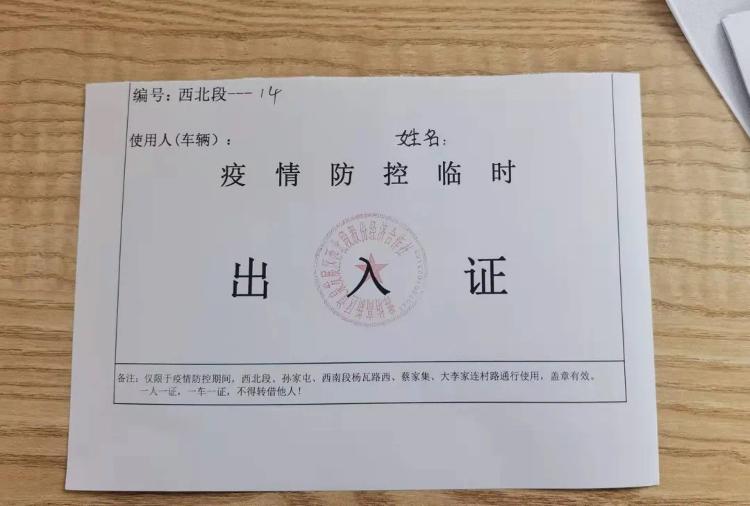 编号：西北段---14
使用人(车辆)： 姓名：
疫情防控临时
出入证
备注：仅限于疫情防控期间，西北段、孙家屯、西南段杨瓦路西、蔡家集、大李家连村路通行使用，盖章有效。
一人一证，一车一证，不得转借他人！